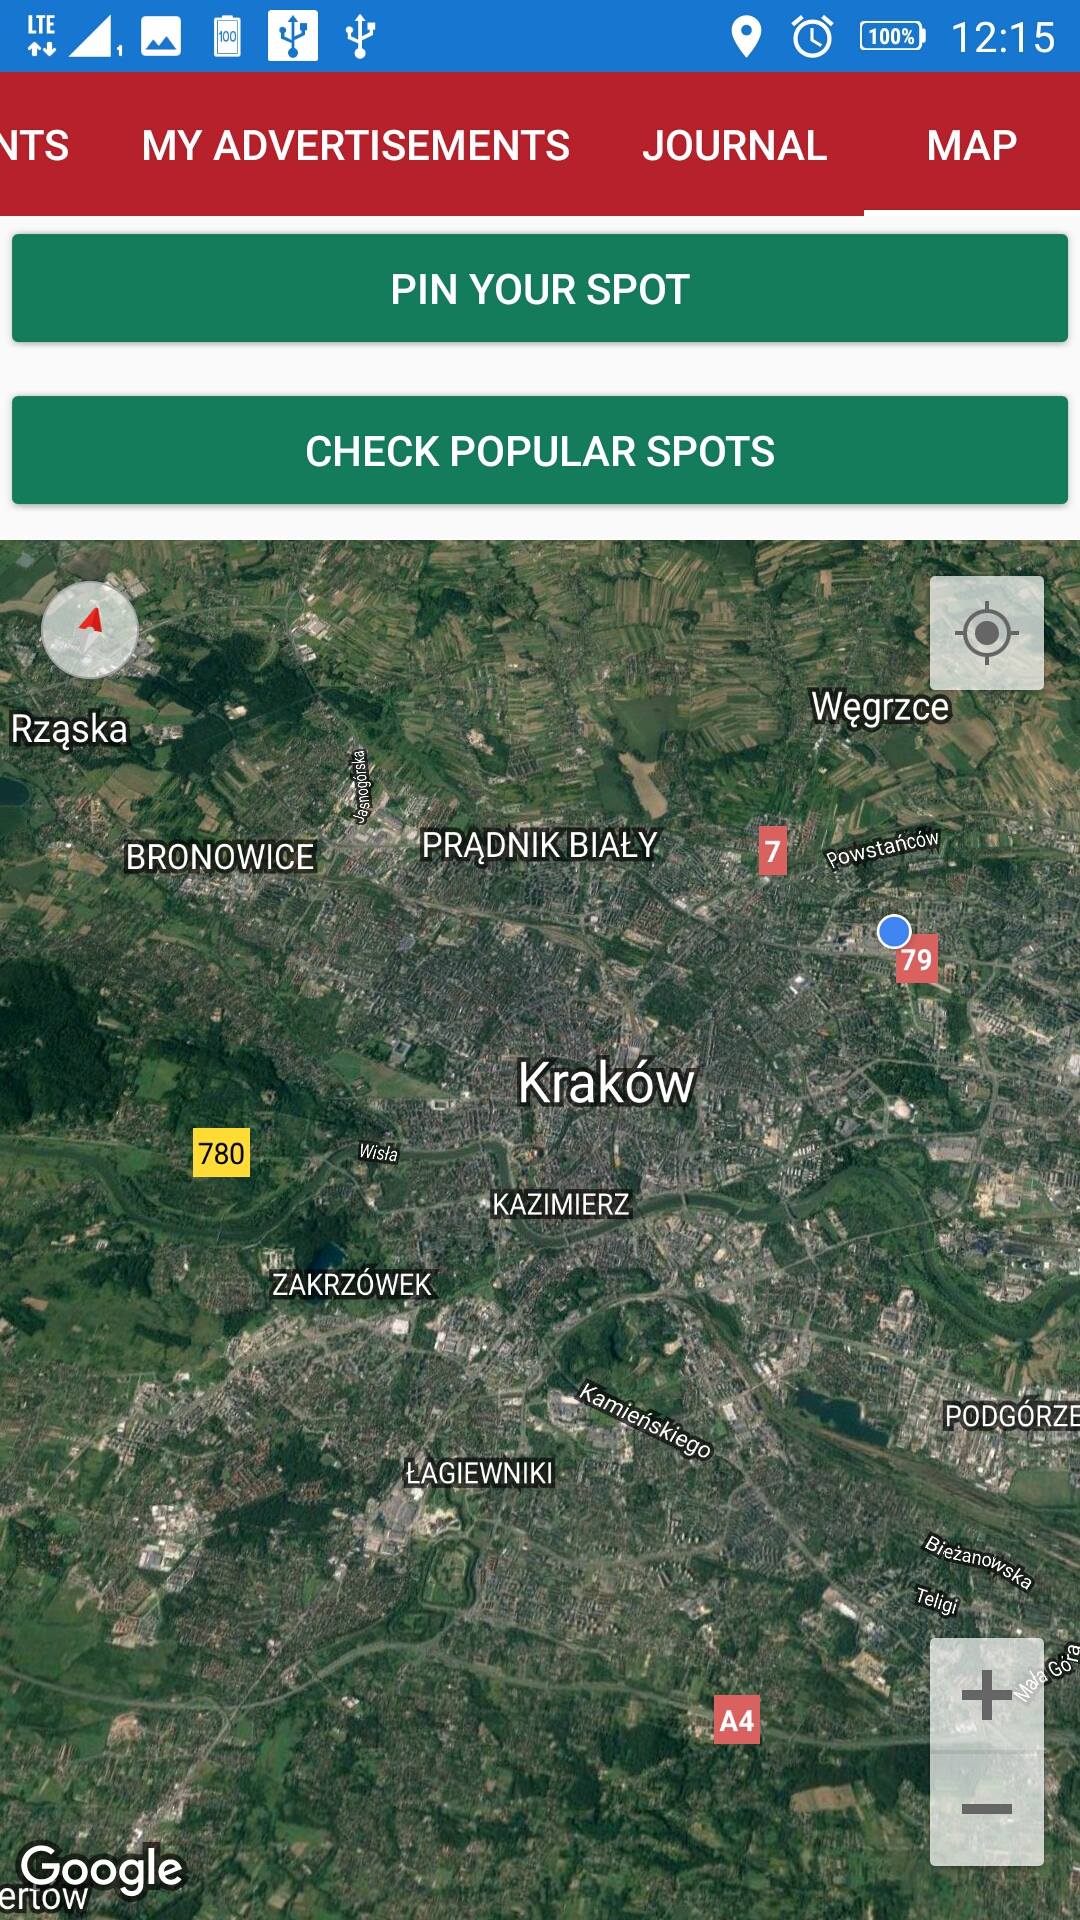 LTE
1
100
100%
12:15
NTS
MY ADVERTISEMENTS
JOURNAL
MAP
PIN YOUR SPOT
CHECK POPULAR SPOTS
Rząska
Węgrzce
Jasnogórska
BRONOWICE
PRĄDNIK BIAŁY
7
Powstańców
79
Kraków
780
Wisła
KAZIMIERZ
ZAKRZÓWEK
Kamieńskiego
PODGÓRZE
ŁAGIEWNIKI
Bieżanowska
Teligi
Mała Góra
A4
Google
ertów